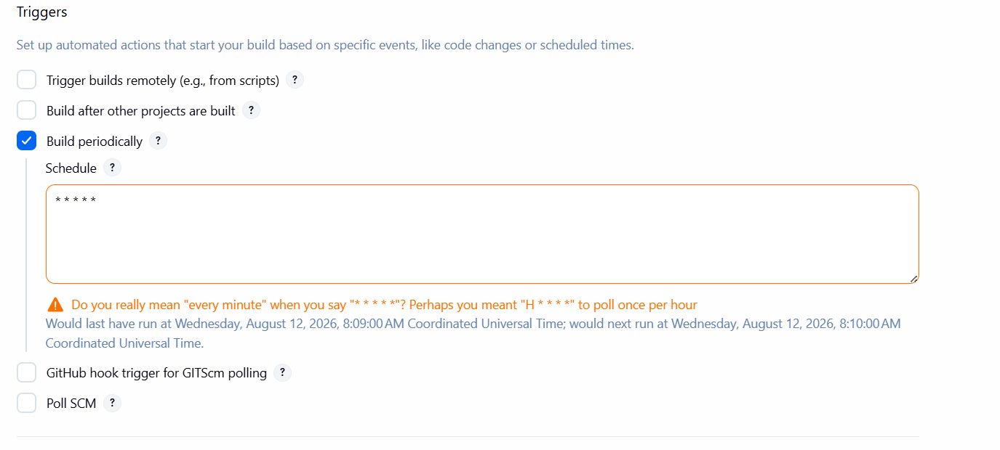 Triggers
Set up automated actions that start your build based on specific events, like code changes or scheduled times.
Trigger builds remotely (e.g., from scripts) ?
Build after other projects are built ?
Build periodically ?
Schedule ?
* * * * *
Do you really mean "every minute" when you say "* * * * *"? Perhaps you meant "H * * * *" to poll once per hour
Would last have run at Wednesday, August 12, 2026, 8:09:00 AM Coordinated Universal Time; would next run at Wednesday, August 12, 2026, 8:10:00 AM
Coordinated Universal Time.
GitHub hook trigger for GITScm polling ?
Poll SCM ?